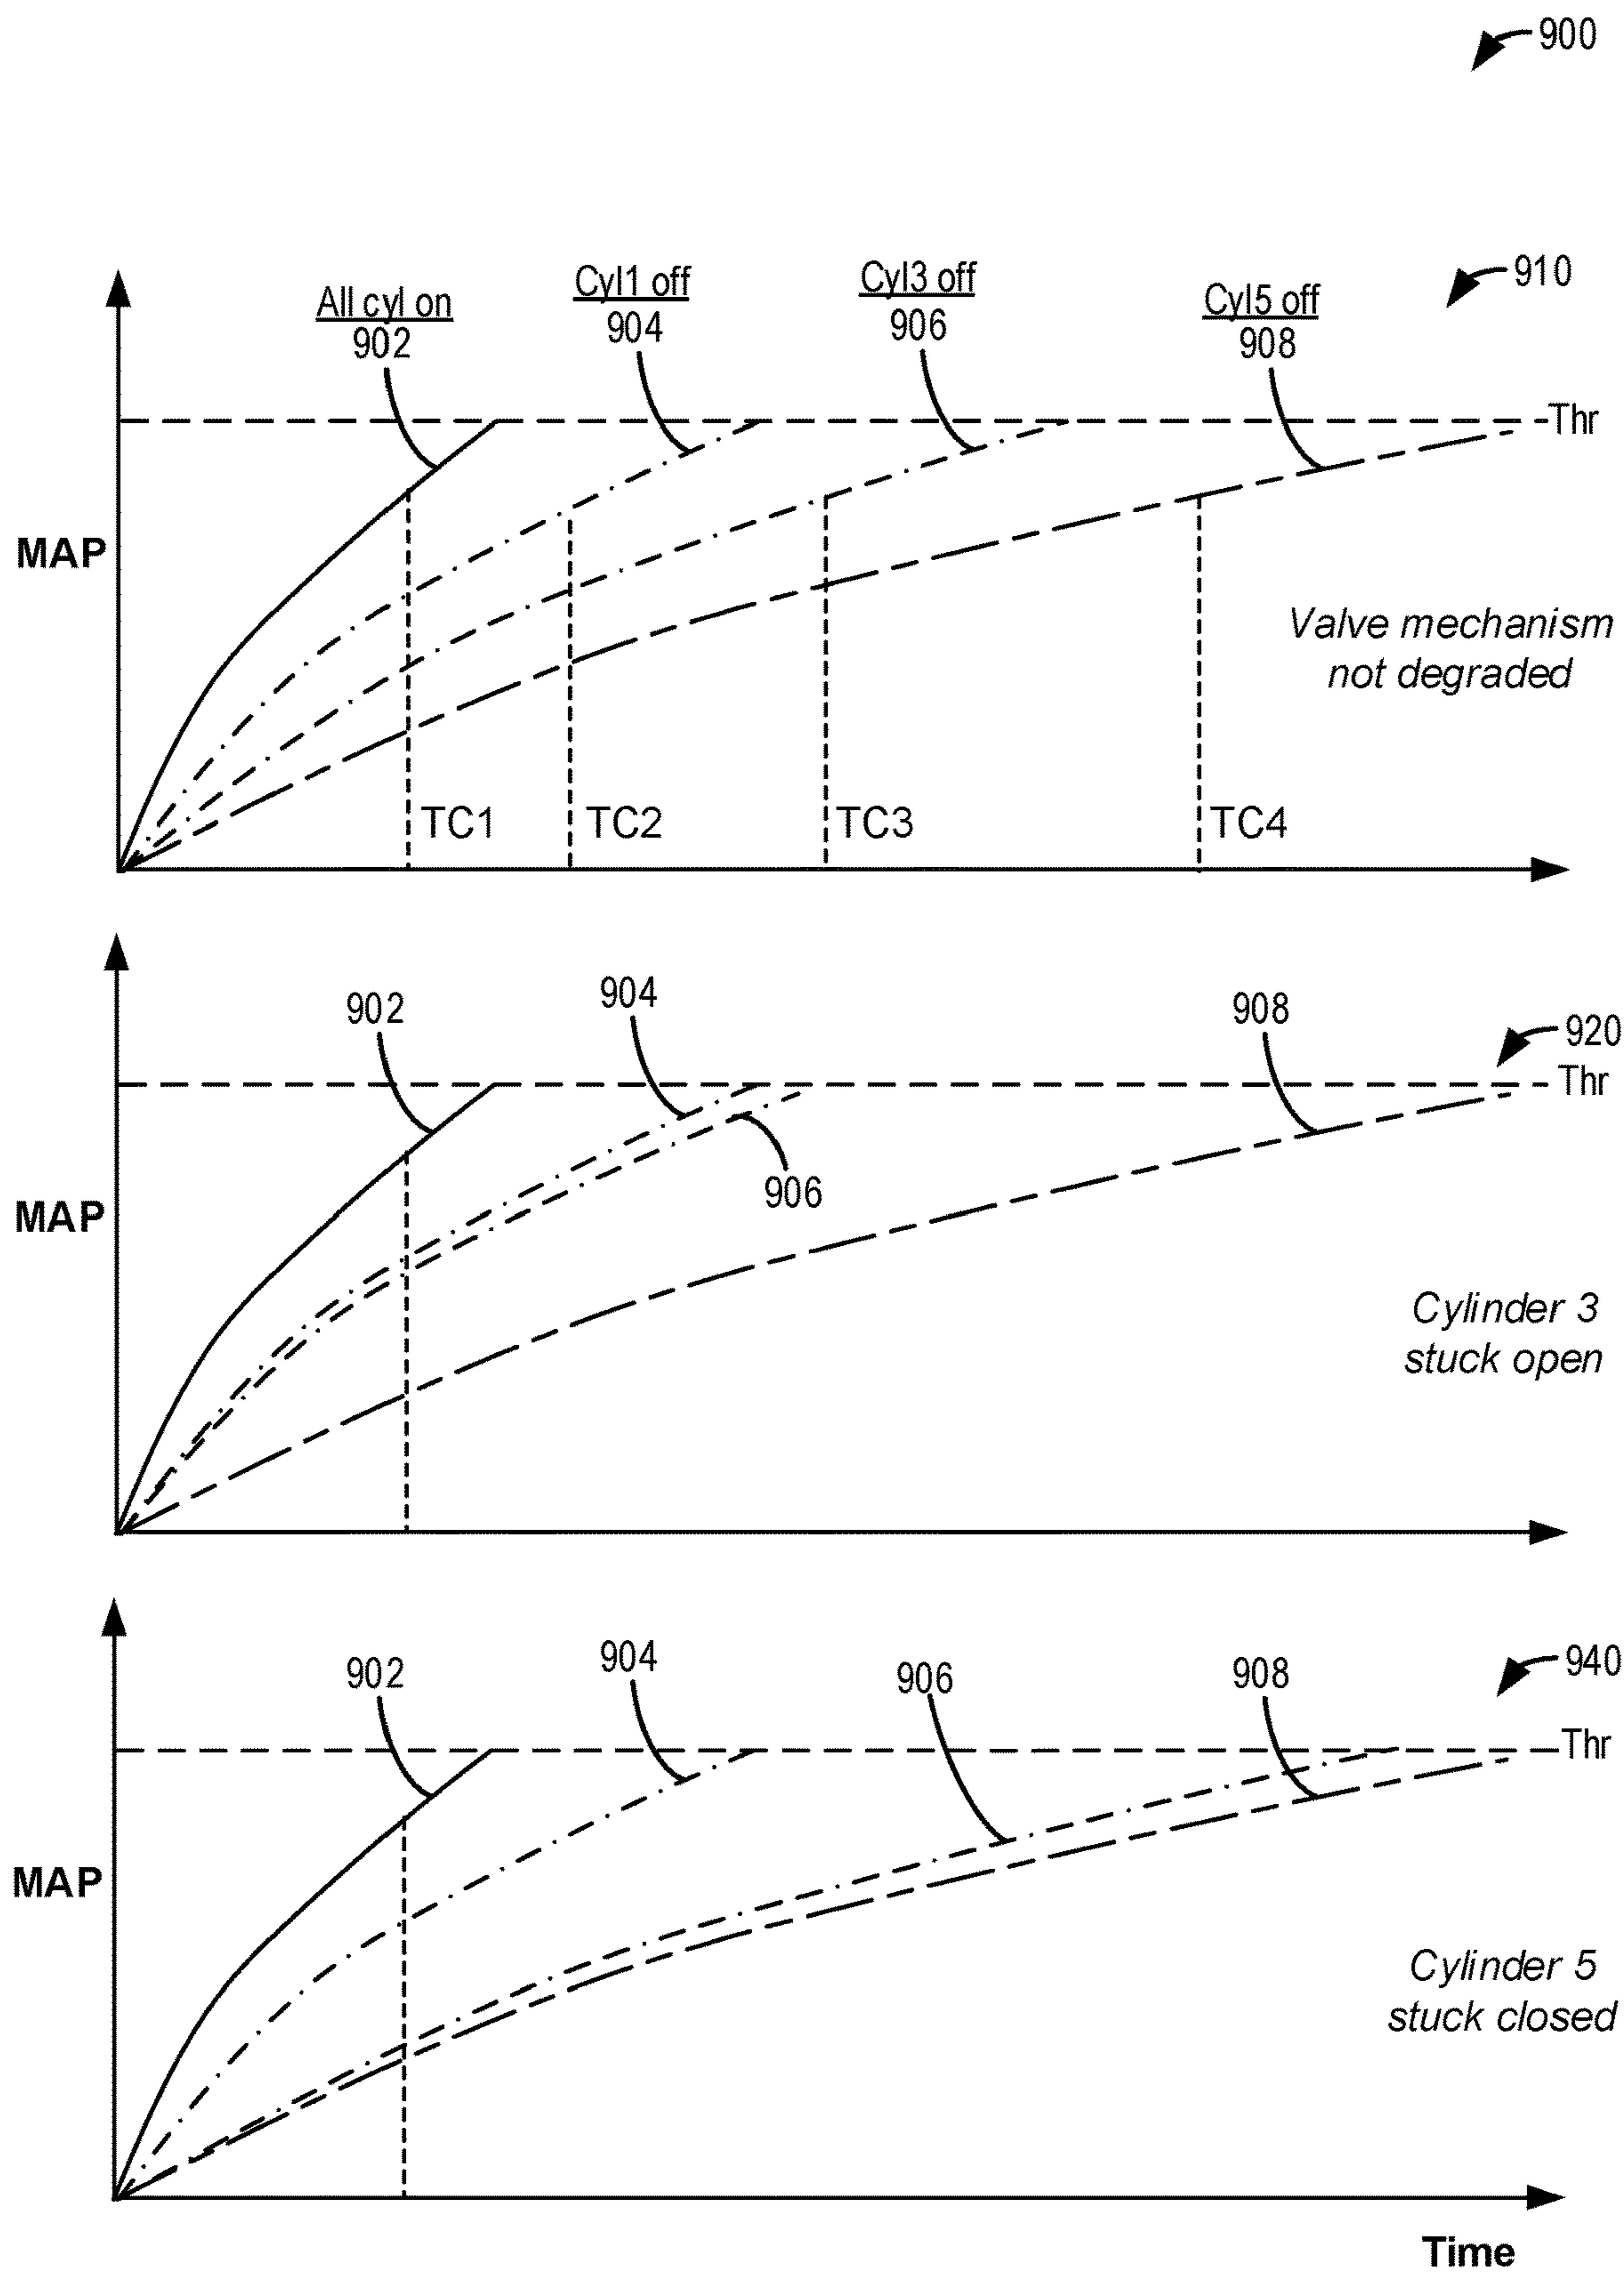 900
910
All cyl on
902
Cyl1 off
904
Cyl3 off
906
Cyl5 off
908
Thr
MAP
Valve mechanism
not degraded
TC1
TC2
TC3
TC4
902
904
908
920
Thr
906
MAP
Cylinder 3
stuck open
902
904
906
908
940
Thr
MAP
Cylinder 5
stuck closed
Time